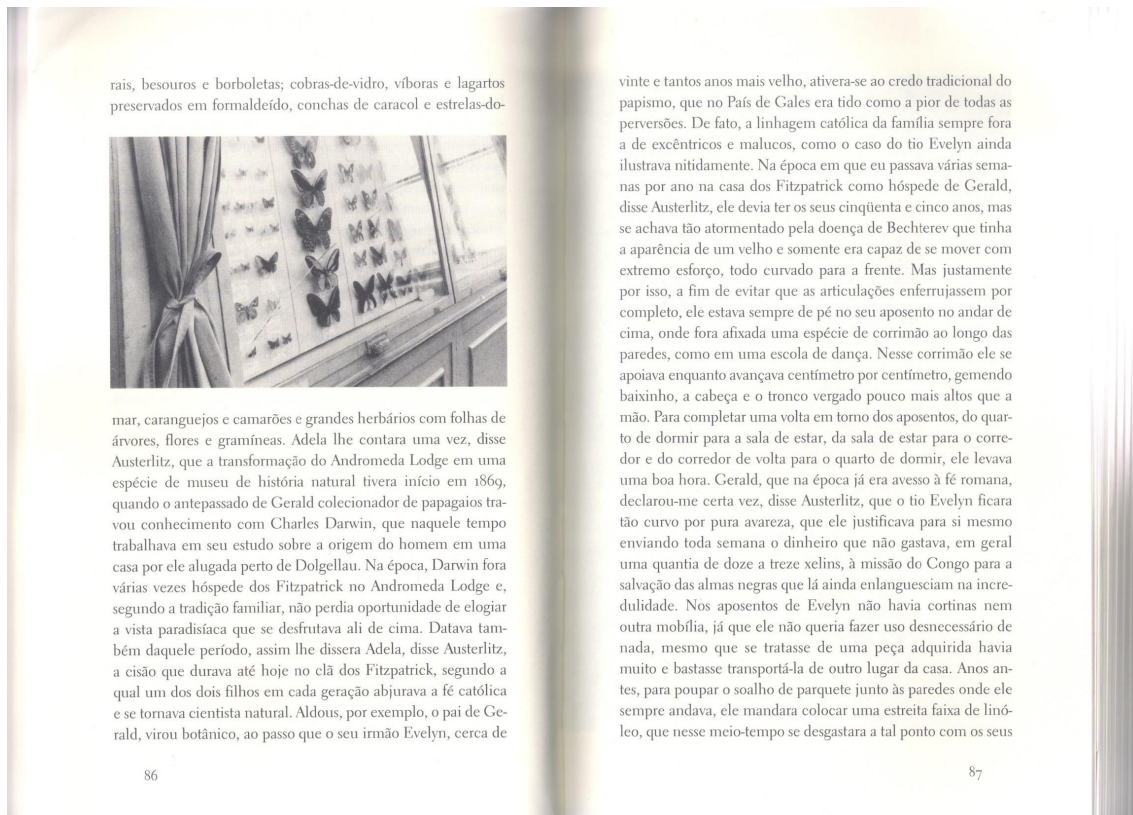 rais, besouros e borboletas; cobras-de-vidro, víboras e lagartos
preservados em formaldeído, conchas de caracol e estrelas-do-
mar, caranguejos e camarões e grandes herbários com folhas de
árvores, flores e gramíneas. Adela lhe contara uma vez, disse
Austerlitz, que a transformação do Andromeda Lodge em uma
espécie de museu de história natural tivera início em 1869,
quando o antepassado de Gerald colecionador de papagaios tra-
vou conhecimento com Charles Darwin, que naquele tempo
trabalhava em seu estudo sobre a origem do homem em uma
casa por ele alugada perto de Dolgellau. Na época, Darwin fora
várias vezes hóspede dos Fitzpatrick no Andromeda Lodge e,
segundo a tradição familiar, não perdia oportunidade de elogiar
a vista paradisíaca que se desfrutava ali de cima. Datava tam-
bém daquele período, assim lhe dissera Adela, disse Austerlitz,
a cisão que durava até hoje no clã dos Fitzpatrick, segundo a
qual um dos dois filhos em cada geração abjurava a fé católica
e se tornava cientista natural. Aldous, por exemplo, o pai de Ge-
rald, virou botânico, ao passo que o seu irmão Evelyn, cerca de
86
vinte e tantos anos mais velho, ativera-se ao credo tradicional do
papismo, que no País de Gales era tido como a pior de todas as
perversões. De fato, a linhagem católica da família sempre fora
a de excêntricos e malucos, como o caso do tio Evelyn ainda
ilustrava nitidamente. Na época em que eu passava várias sema-
nas por ano na casa dos Fitzpatrick como hóspede de Gerald,
disse Austerlitz, ele devia ter os seus cinqüenta e cinco anos, mas
se achava tão atormentado pela doença de Bechterev que tinha
a aparência de um velho e somente era capaz de se mover com
extremo esforço, todo curvado para a frente. Mas justamente
por isso, a fim de evitar que as articulações enferrujassem por
completo, ele estava sempre de pé no seu aposento no andar de
cima, onde fora afixada uma espécie de corrimão ao longo das
paredes, como em uma escola de dança. Nesse corrimão ele se
apoiava enquanto avançava centímetro por centímetro, gemendo
baixinho, a cabeça e o tronco vergado pouco mais altos que a
mão. Para completar uma volta em torno dos aposentos, do quar-
to de dormir para a sala de estar, da sala de estar para o corre-
dor e do corredor de volta para o quarto de dormir, ele levava
uma boa hora. Gerald, que na época já era avesso à fé romana,
declarou-me certa vez, disse Austerlitz, que o tio Evelyn ficara
tão curvo por pura avareza, que ele justificava para si mesmo
enviando toda semana o dinheiro que não gastava, em geral
uma quantia de doze a treze xelins, à missão do Congo para a
salvação das almas negras que lá ainda enlanguesciam na incre-
dulidade. Nos aposentos de Evelyn não havia cortinas nem
outra mobília, já que ele não queria fazer uso desnecessário de
nada, mesmo que se tratasse de uma peça adquirida havia
muito e bastasse transportá-la de outro lugar da casa. Anos an-
tes, para poupar o soalho de parquete junto às paredes onde ele
sempre andava, ele mandara colocar uma estreita faixa de linó-
leo, que nesse meio-tempo se desgastara a tal ponto com os seus
87